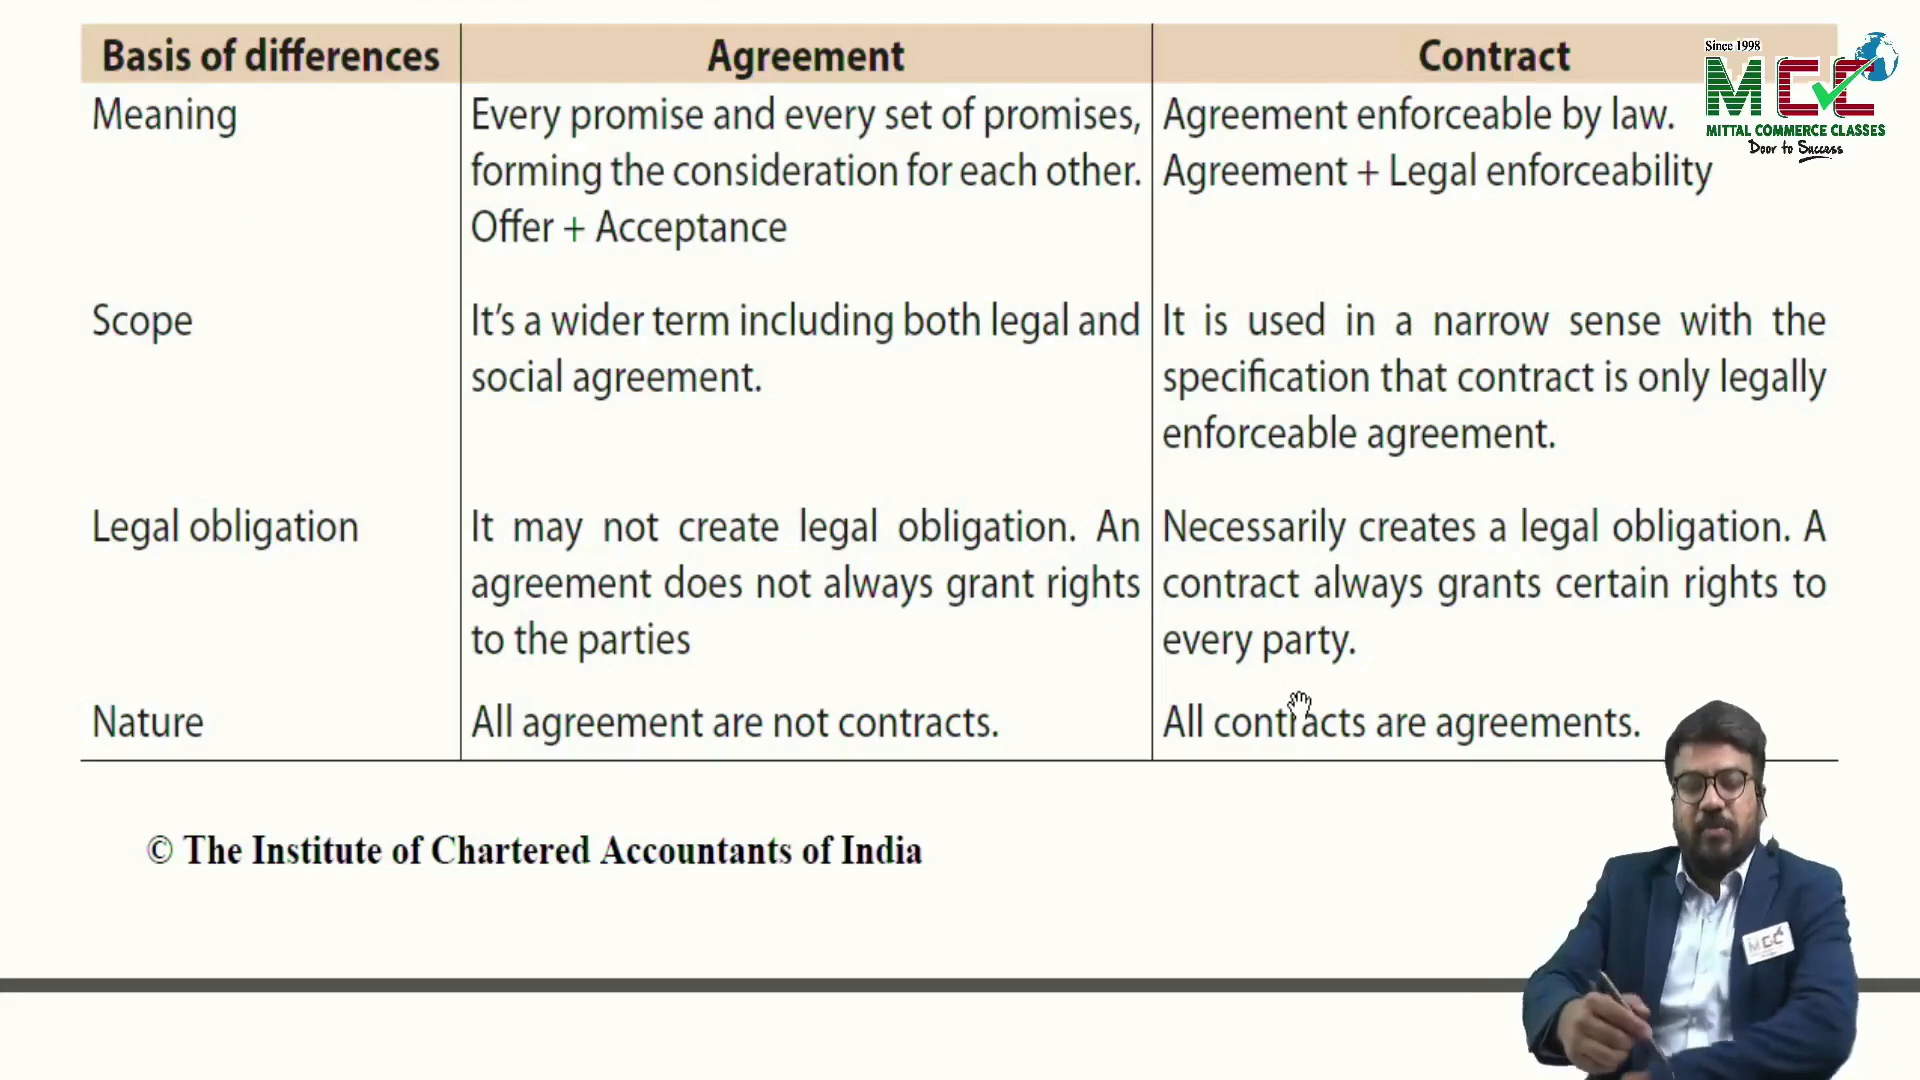 Basis of differences Agreement Contract
Since 1998
MCC
MITTAL COMMERCE CLASSES
Door to Success
Meaning Every promise and every set of promises, Agreement enforceable by law.
forming the consideration for each other. Agreement + Legal enforceability
Offer + Acceptance
Scope It's a wider term including both legal and It is used in a narrow sense with the
social agreement. specification that contract is only legally
enforceable agreement.
Legal obligation It may not create legal obligation. An Necessarily creates a legal obligation. A
agreement does not always grant rights contract always grants certain rights to
to the parties every party.
Nature All agreement are not contracts. All contracts are agreements.
© The Institute of Chartered Accountants of India
MCC